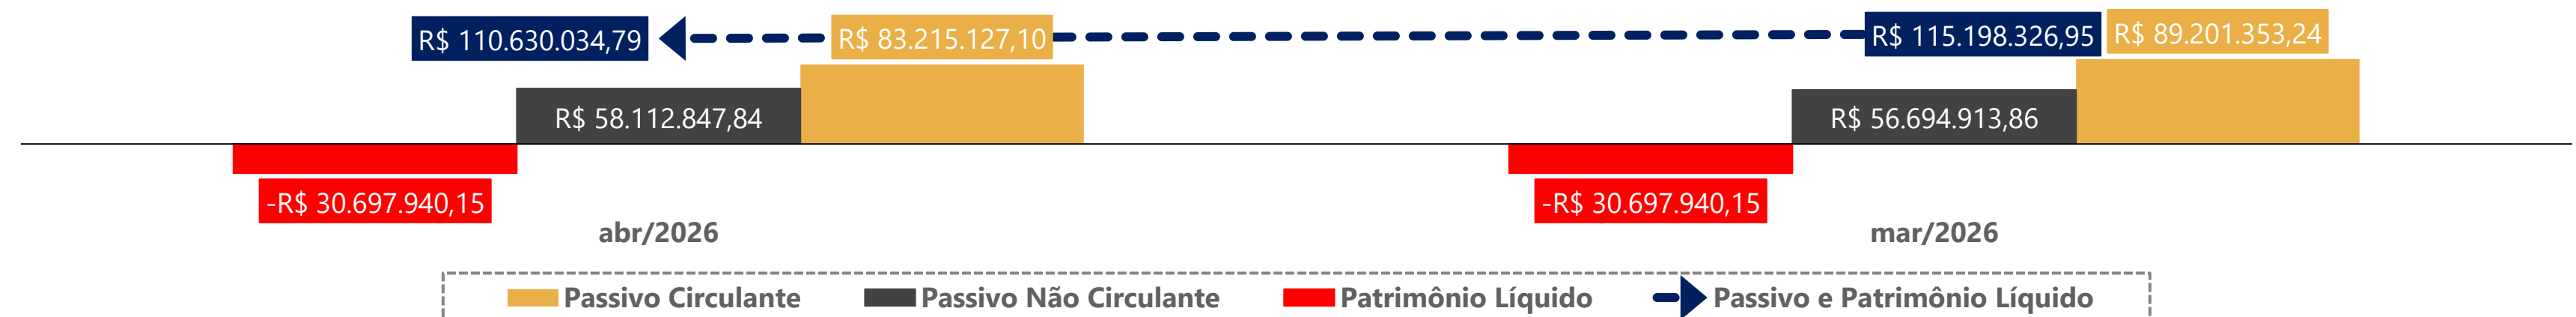 R$ 110.630.034,79
R$ 83.215.127,10
R$ 115.198.326,95
R$ 89.201.353,24
R$ 58.112.847,84
R$ 56.694.913,86
-R$ 30.697.940,15
-R$ 30.697.940,15
abr/2026
mar/2026
Passivo Circulante
Passivo Não Circulante
Patrimônio Líquido
Passivo e Patrimônio Líquido